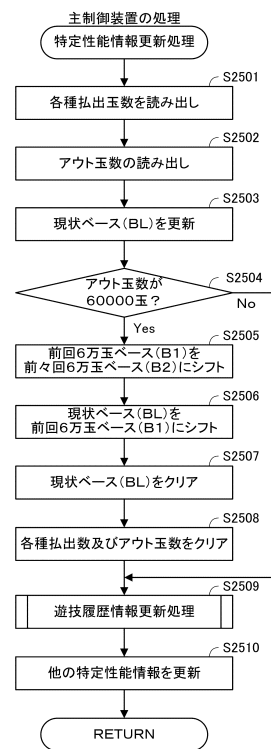 主制御装置の処理
特定性能情報更新処理
S2501
各種払出玉数を読み出し
S2502
アウト玉数の読み出し
S2503
現状ベース(BL)を更新
S2504
アウト玉数が
60000玉?
No
Yes
S2505
前回6万玉ベース(B1)を
前々回6万玉ベース(B2)にシフト
S2506
現状ベース(BL)を
前回6万玉ベース(B1)にシフト
S2507
現状ベース(BL)をクリア
S2508
各種払出数及びアウト玉数をクリア
S2509
遊技履歴情報更新処理
S2510
他の特定性能情報を更新
RETURN